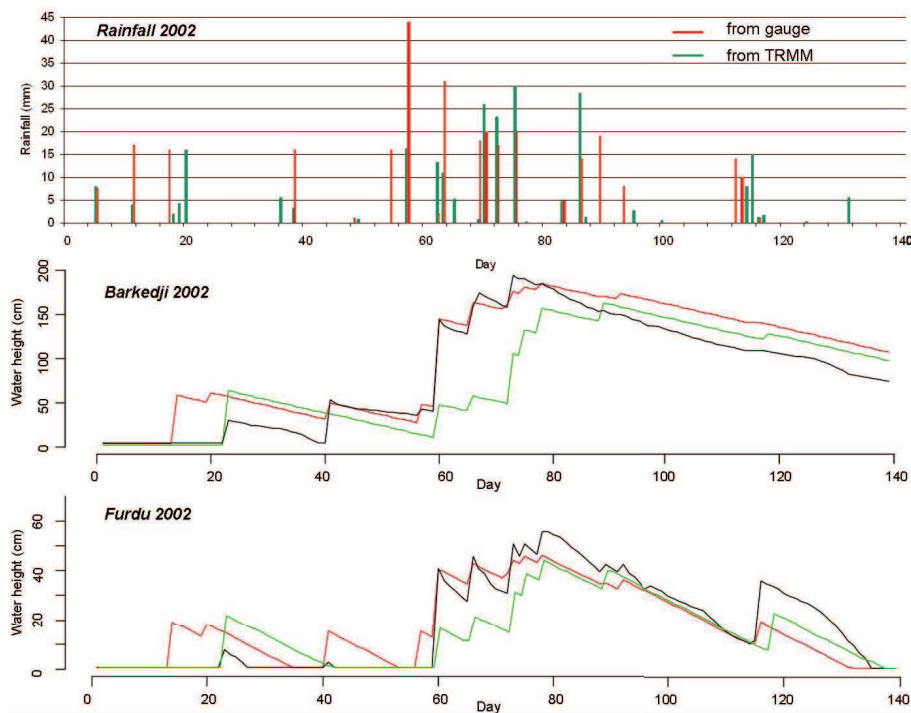 Rainfall 2002
from gauge
from TRMM
Rainfall (mm)
45
40
35
30
25
20
15
10
5
0
0 20 40 60 80 100 120 140
Day
Barkedji 2002
Water height (cm)
200
150
100
50
0
0 20 40 60 80 100 120 140
Day
Furdu 2002
Water height (cm)
60
40
20
0
0 20 40 60 80 100 120 140
Day